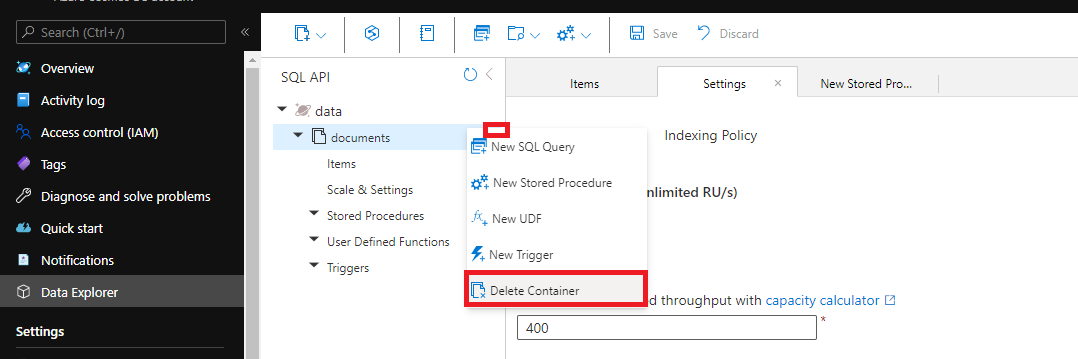 Search (Ctrl+/)
Overview
Activity log
Access control (IAM)
Tags
Diagnose and solve problems
Quick start
Notifications
Data Explorer
Settings
Save
Discard
SQL API
data
documents
Items
Scale & Settings
Stored Procedures
User Defined Functions
Triggers
New SQL Query
New Stored Procedure
New UDF
New Trigger
Delete Container
Items
Settings
New Stored Pro...
Indexing Policy
nlimited RU/s)
d throughput with capacity calculator
400
*